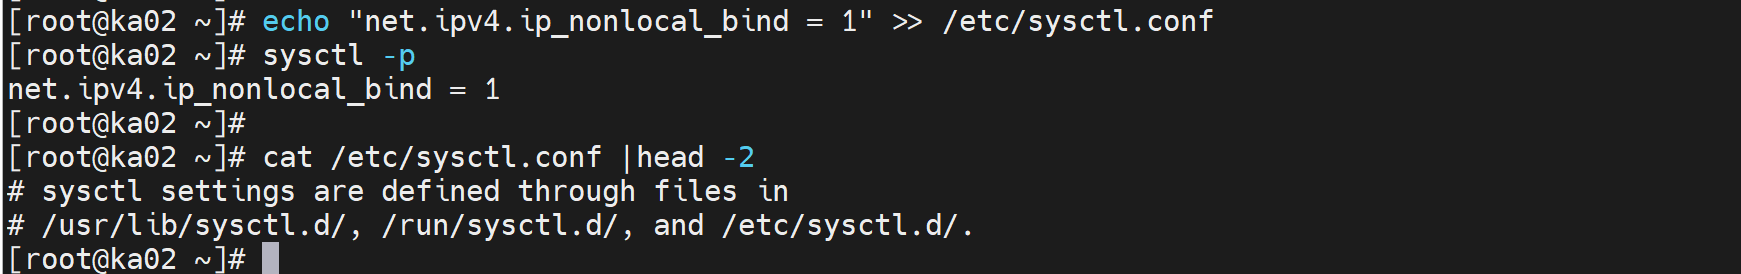 [root@ka02 ~]# echo "net.ipv4.ip_nonlocal_bind = 1" >> /etc/sysctl.conf
[root@ka02 ~]# sysctl -p
net.ipv4.ip_nonlocal_bind = 1
[root@ka02 ~]#
[root@ka02 ~]# cat /etc/sysctl.conf |head -2
# sysctl settings are defined through files in
# /usr/lib/sysctl.d/, /run/sysctl.d/, and /etc/sysctl.d/.
[root@ka02 ~]#